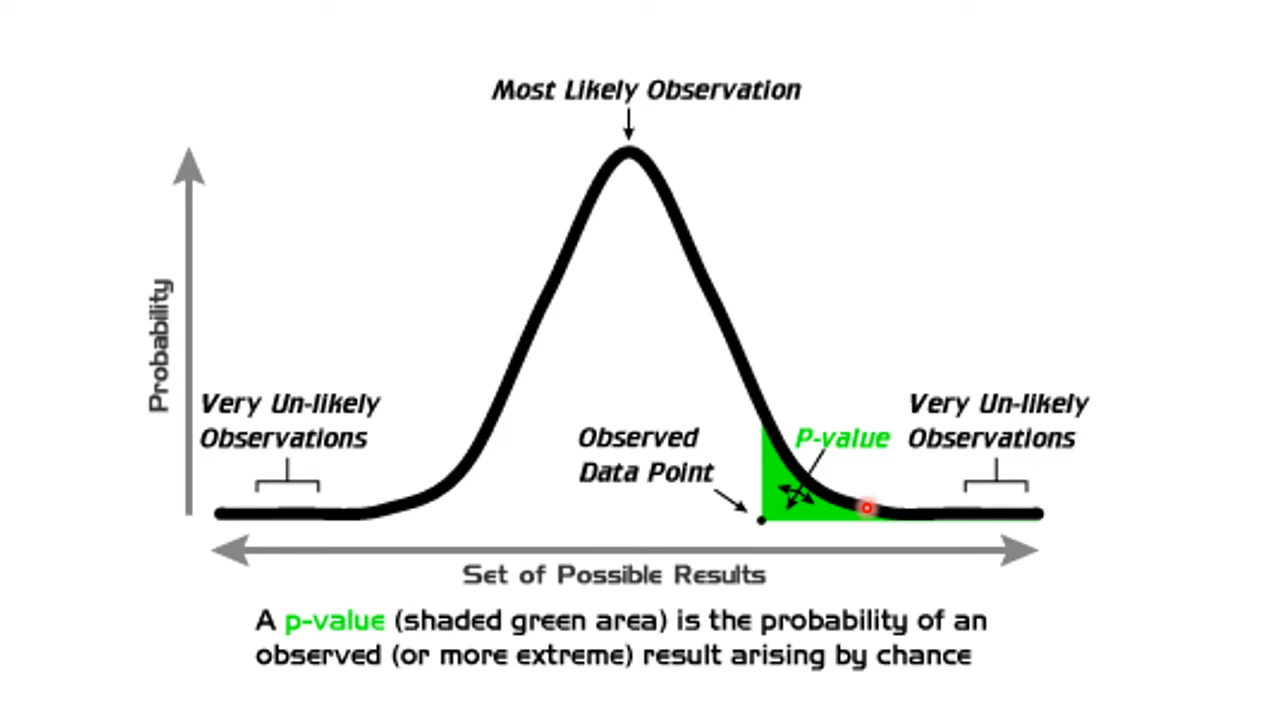 Most Likely Observation
Probability
Very Un-likely
Observations
Observed
Data Point
P-value
Very Un-likely
Observations
Set of Possible Results
A p-value (shaded green area) is the probability of an
observed (or more extreme) result arising by chance